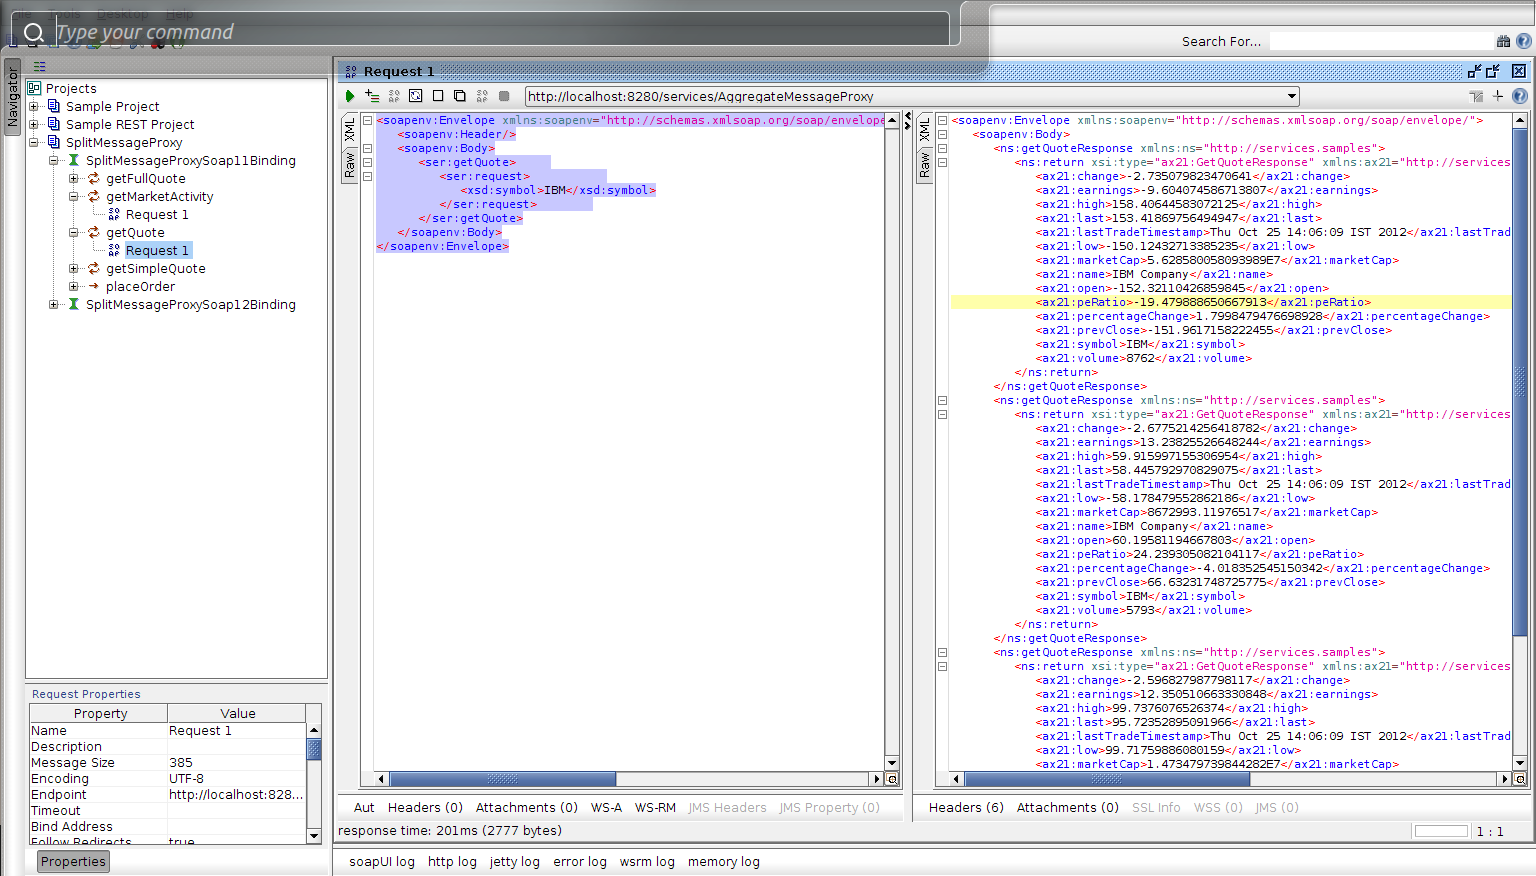 File Tools Desktop Help
Type your command
Search For...
Navigator
Projects
Sample Project
Sample REST Project
SplitMessageProxy
SplitMessageProxySoap11Binding
getFullQuote
getMarketActivity
Request 1
getQuote
Request 1
getSimpleQuote
placeOrder
SplitMessageProxySoap12Binding
Request Properties
Property Value
Name Request 1
Description
Message Size 385
Encoding UTF-8
Endpoint http://localhost:828...
Timeout
Bind Address
Follow Redirects true
Properties
Request 1
http://localhost:8280/services/AggregateMessageProxy
XML
Raw
<soapenv:Envelope xmlns:soapenv="http://schemas.xmlsoap.org/soap/envelope
<soapenv:Header/>
<soapenv:Body>
<ser:getQuote>
<ser:request>
<xsd:symbol>IBM</xsd:symbol>
</ser:request>
</ser:getQuote>
</soapenv:Body>
</soapenv:Envelope>
Aut Headers (0) Attachments (0) WS-A WS-RM JMS Headers JMS Property (0)
XML
Raw
<soapenv:Envelope xmlns:soapenv="http://schemas.xmlsoap.org/soap/envelope/">
<soapenv:Body>
<ns:getQuoteResponse xmlns:ns="http://services.samples">
<ns:return xsi:type="ax21:GetQuoteResponse" xmlns:ax21="http://services
<ax21:change>-2.735079823470641</ax21:change>
<ax21:earnings>-9.604074586713807</ax21:earnings>
<ax21:high>158.40644583072125</ax21:high>
<ax21:last>153.41869756494947</ax21:last>
<ax21:lastTradeTimestamp>Thu Oct 25 14:06:09 IST 2012</ax21:lastTrad
<ax21:low>-150.12432713385235</ax21:low>
<ax21:marketCap>5.628580058093989E7</ax21:marketCap>
<ax21:name>IBM Company</ax21:name>
<ax21:open>-152.32110426859845</ax21:open>
<ax21:peRatio>-19.479888650667913</ax21:peRatio>
<ax21:percentageChange>1.7998479476698928</ax21:percentageChange>
<ax21:prevClose>-151.9617158222455</ax21:prevClose>
<ax21:symbol>IBM</ax21:symbol>
<ax21:volume>8762</ax21:volume>
</ns:return>
</ns:getQuoteResponse>
<ns:getQuoteResponse xmlns:ns="http://services.samples">
<ns:return xsi:type="ax21:GetQuoteResponse" xmlns:ax21="http://services
<ax21:change>-2.6775214256418782</ax21:change>
<ax21:earnings>13.23825526648244</ax21:earnings>
<ax21:high>59.915997155306954</ax21:high>
<ax21:last>58.445792970829075</ax21:last>
<ax21:lastTradeTimestamp>Thu Oct 25 14:06:09 IST 2012</ax21:lastTrad
<ax21:low>-58.178479552862186</ax21:low>
<ax21:marketCap>8672993.11976517</ax21:marketCap>
<ax21:name>IBM Company</ax21:name>
<ax21:open>60.19581194667803</ax21:open>
<ax21:peRatio>24.239305082104117</ax21:peRatio>
<ax21:percentageChange>-4.018352545150342</ax21:percentageChange>
<ax21:prevClose>66.63231748725775</ax21:prevClose>
<ax21:symbol>IBM</ax21:symbol>
<ax21:volume>5793</ax21:volume>
</ns:return>
</ns:getQuoteResponse>
<ns:getQuoteResponse xmlns:ns="http://services.samples">
<ns:return xsi:type="ax21:GetQuoteResponse" xmlns:ax21="http://services
<ax21:change>-2.596827987798117</ax21:change>
<ax21:earnings>12.350510663330848</ax21:earnings>
<ax21:high>99.7376076526374</ax21:high>
<ax21:last>95.72352895091966</ax21:last>
<ax21:lastTradeTimestamp>Thu Oct 25 14:06:09 IST 2012</ax21:lastTrad
<ax21:low>99.71759886080159</ax21:low>
<ax21:marketCap>1.473479739844282E7</ax21:marketCap>
Headers (6) Attachments (0) SSL Info WSS (0) JMS (0)
response time: 201ms (2777 bytes)
1 : 1
soapUI log http log jetty log error log wsrm log memory log